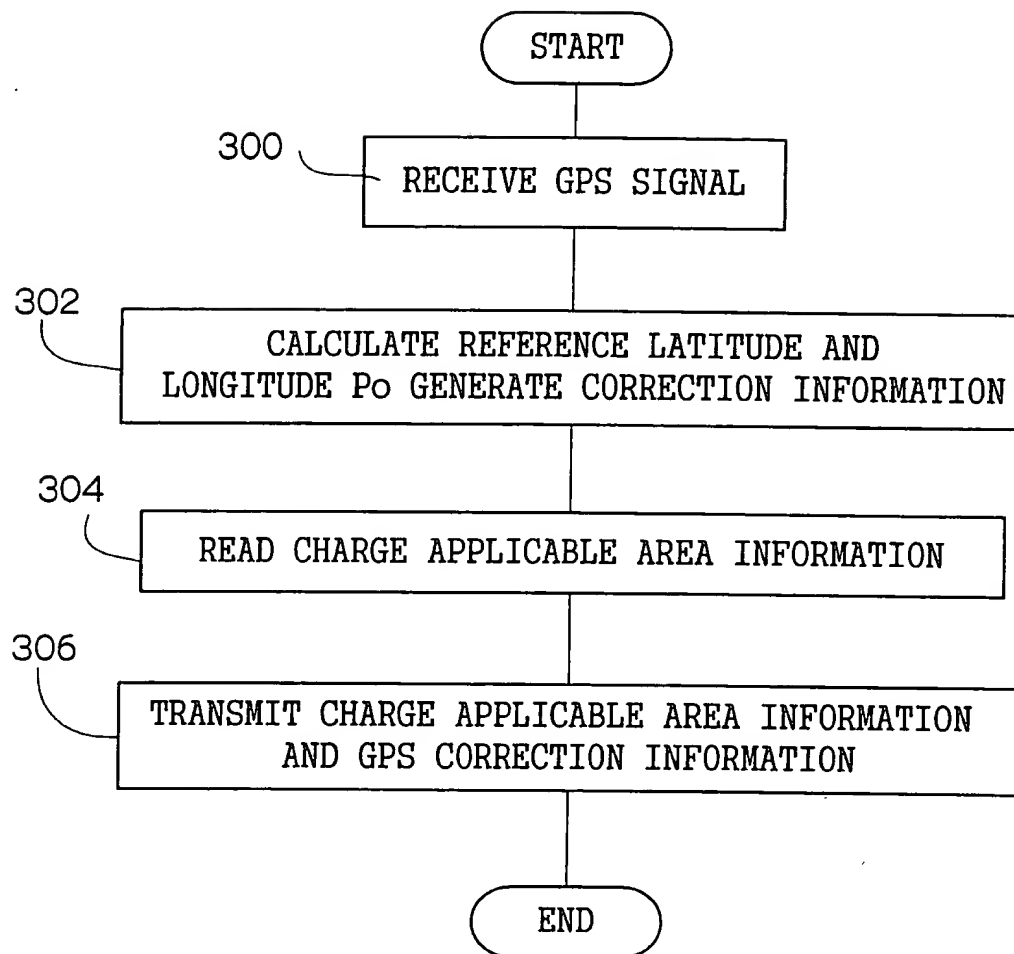 START
300
RECEIVE GPS SIGNAL
302
CALCULATE REFERENCE LATITUDE AND
LONGITUDE Po GENERATE CORRECTION INFORMATION
304
READ CHARGE APPLICABLE AREA INFORMATION
306
TRANSMIT CHARGE APPLICABLE AREA INFORMATION
AND GPS CORRECTION INFORMATION
END